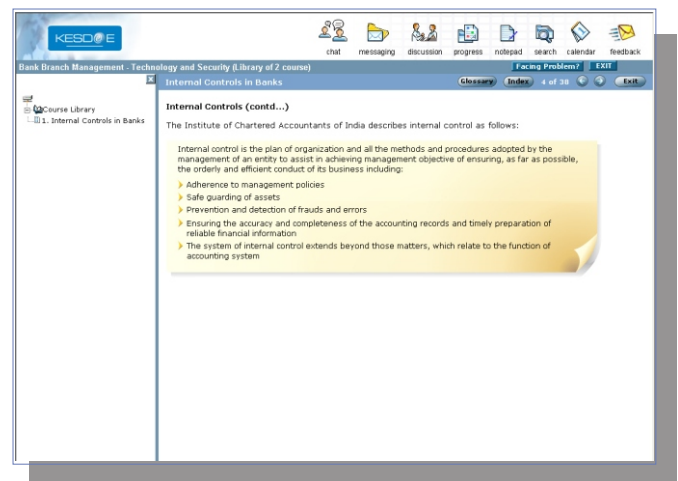 KESDEE
chat messaging discussion progress notepad search calendar feedback
Bank Branch Management - Technology and Security (Library of 2 course)
Facing Problem? EXIT
Internal Controls in Banks
Glossary Index 4 of 38 Exit
Course Library
1. Internal Controls in Banks
Internal Controls (contd...)
The Institute of Chartered Accountants of India describes internal control as follows:
Internal control is the plan of organization and all the methods and procedures adopted by the
management of an entity to assist in achieving management objective of ensuring, as far as possible,
the orderly and efficient conduct of its business including:
Adherence to management policies
Safe guarding of assets
Prevention and detection of frauds and errors
Ensuring the accuracy and completeness of the accounting records and timely preparation of
reliable financial information
The system of internal control extends beyond those matters, which relate to the function of
accounting system